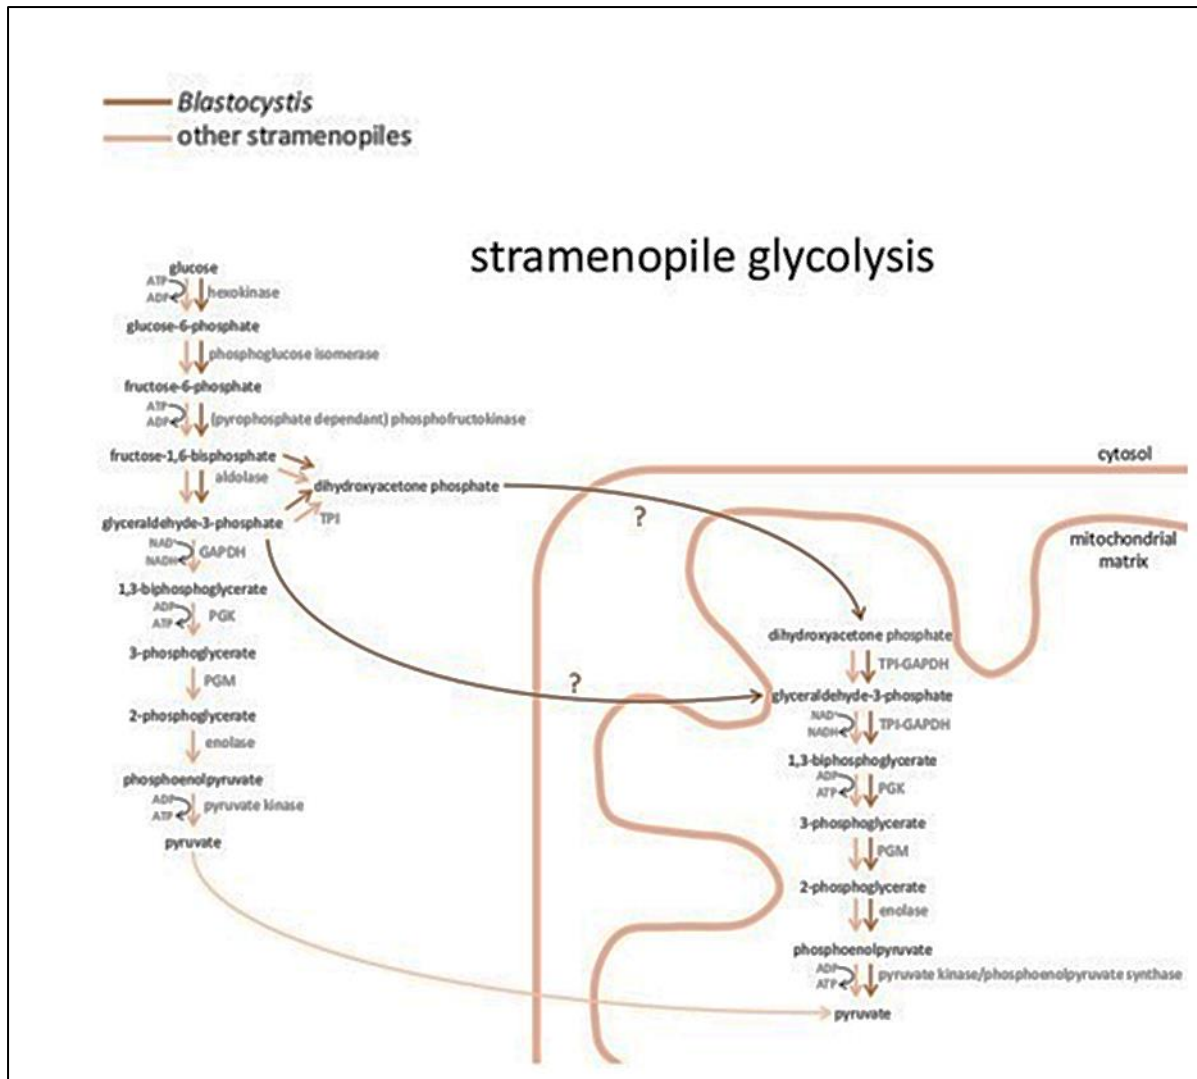 Blastocystis
other stramenopiles
stramenopile glycolysis
glucose
ATP
ADP
hexokinase
glucose-6-phosphate
phosphoglucose isomerase
fructose-6-phosphate
ATP
ADP
(pyrophosphate dependant) phosphofructokinase
fructose-1,6-bisphosphate
aldolase
dihydroxyacetone phosphate
TPI
glyceraldehyde-3-phosphate
NAD⁺
NADH
GAPDH
1,3-biphosphoglycerate
ADP
ATP
PGK
3-phosphoglycerate
PGM
2-phosphoglycerate
enolase
phosphoenolpyruvate
ADP
ATP
pyruvate kinase
pyruvate
cytosol
mitochondrial
matrix
?
?
dihydroxyacetone phosphate
TPI-GAPDH
glyceraldehyde-3-phosphate
NAD⁺
NADH
TPI-GAPDH
1,3-biphosphoglycerate
ADP
ATP
PGK
3-phosphoglycerate
PGM
2-phosphoglycerate
enolase
phosphoenolpyruvate
ADP
ATP
pyruvate kinase/phosphoenolpyruvate synthase
pyruvate